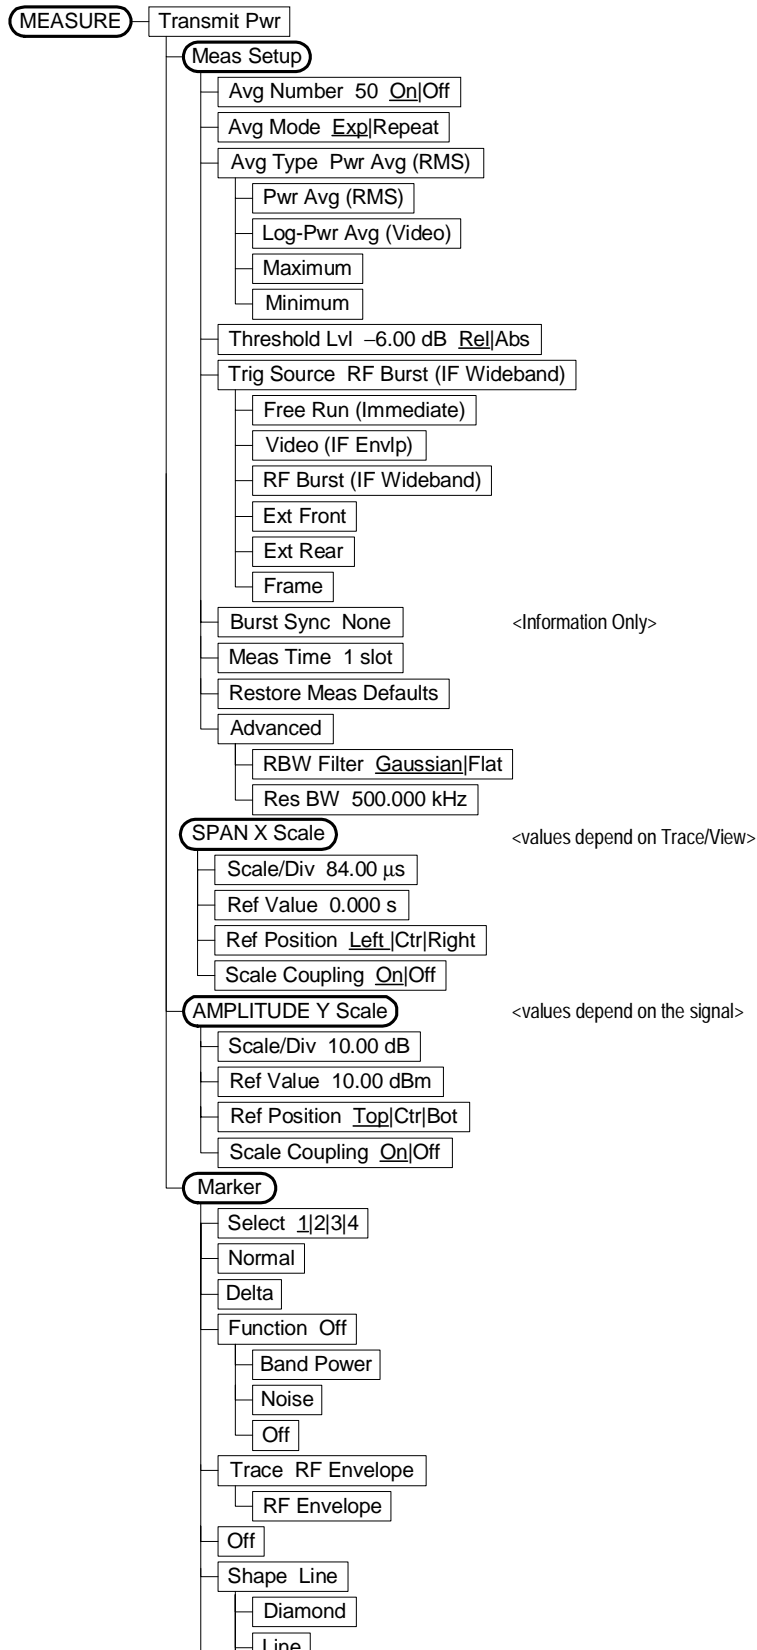 MEASURE Transmit Pwr
Meas Setup
Avg Number 50 On|Off
Avg Mode Exp|Repeat
Avg Type Pwr Avg (RMS)
Pwr Avg (RMS)
Log-Pwr Avg (Video)
Maximum
Minimum
Threshold Lvl –6.00 dB Rel|Abs
Trig Source RF Burst (IF Wideband)
Free Run (Immediate)
Video (IF Envlp)
RF Burst (IF Wideband)
Ext Front
Ext Rear
Frame
Burst Sync None <Information Only>
Meas Time 1 slot
Restore Meas Defaults
Advanced
RBW Filter Gaussian|Flat
Res BW 500.000 kHz
SPAN X Scale <values depend on Trace/View>
Scale/Div 84.00 μs
Ref Value 0.000 s
Ref Position Left |Ctr|Right
Scale Coupling On|Off
AMPLITUDE Y Scale <values depend on the signal>
Scale/Div 10.00 dB
Ref Value 10.00 dBm
Ref Position Top|Ctr|Bot
Scale Coupling On|Off
Marker
Select 1|2|3|4
Normal
Delta
Function Off
Band Power
Noise
Off
Trace RF Envelope
RF Envelope
Off
Shape Line
Diamond
Line